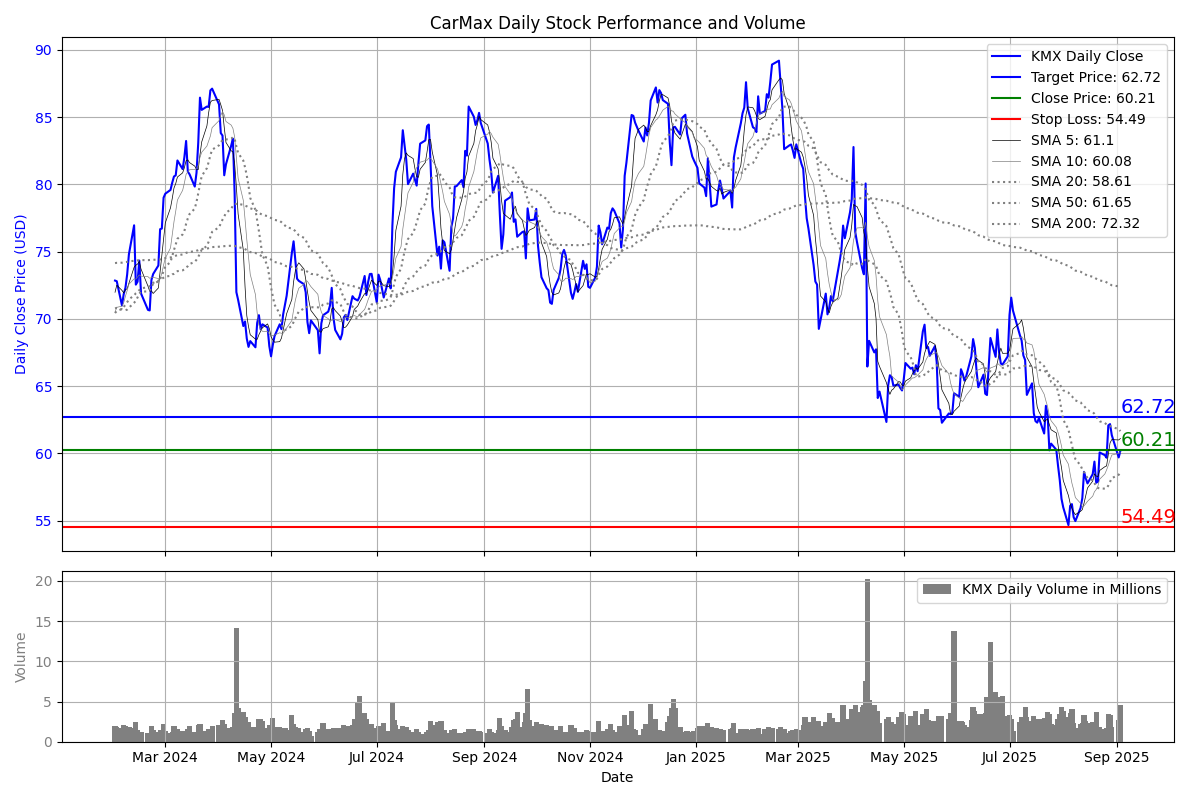 CarMax Daily Stock Performance and Volume
Daily Close Price (USD)
90
85
80
75
70
65
60
55
KMX Daily Close
Target Price: 62.72
Close Price: 60.21
Stop Loss: 54.49
SMA 5: 61.1
SMA 10: 60.08
SMA 20: 58.61
SMA 50: 61.65
SMA 200: 72.32
62.72
60.21
54.49
Volume
20
15
10
5
0
KMX Daily Volume in Millions
Mar 2024
May 2024
Jul 2024
Sep 2024
Nov 2024
Jan 2025
Mar 2025
May 2025
Jul 2025
Sep 2025
Date